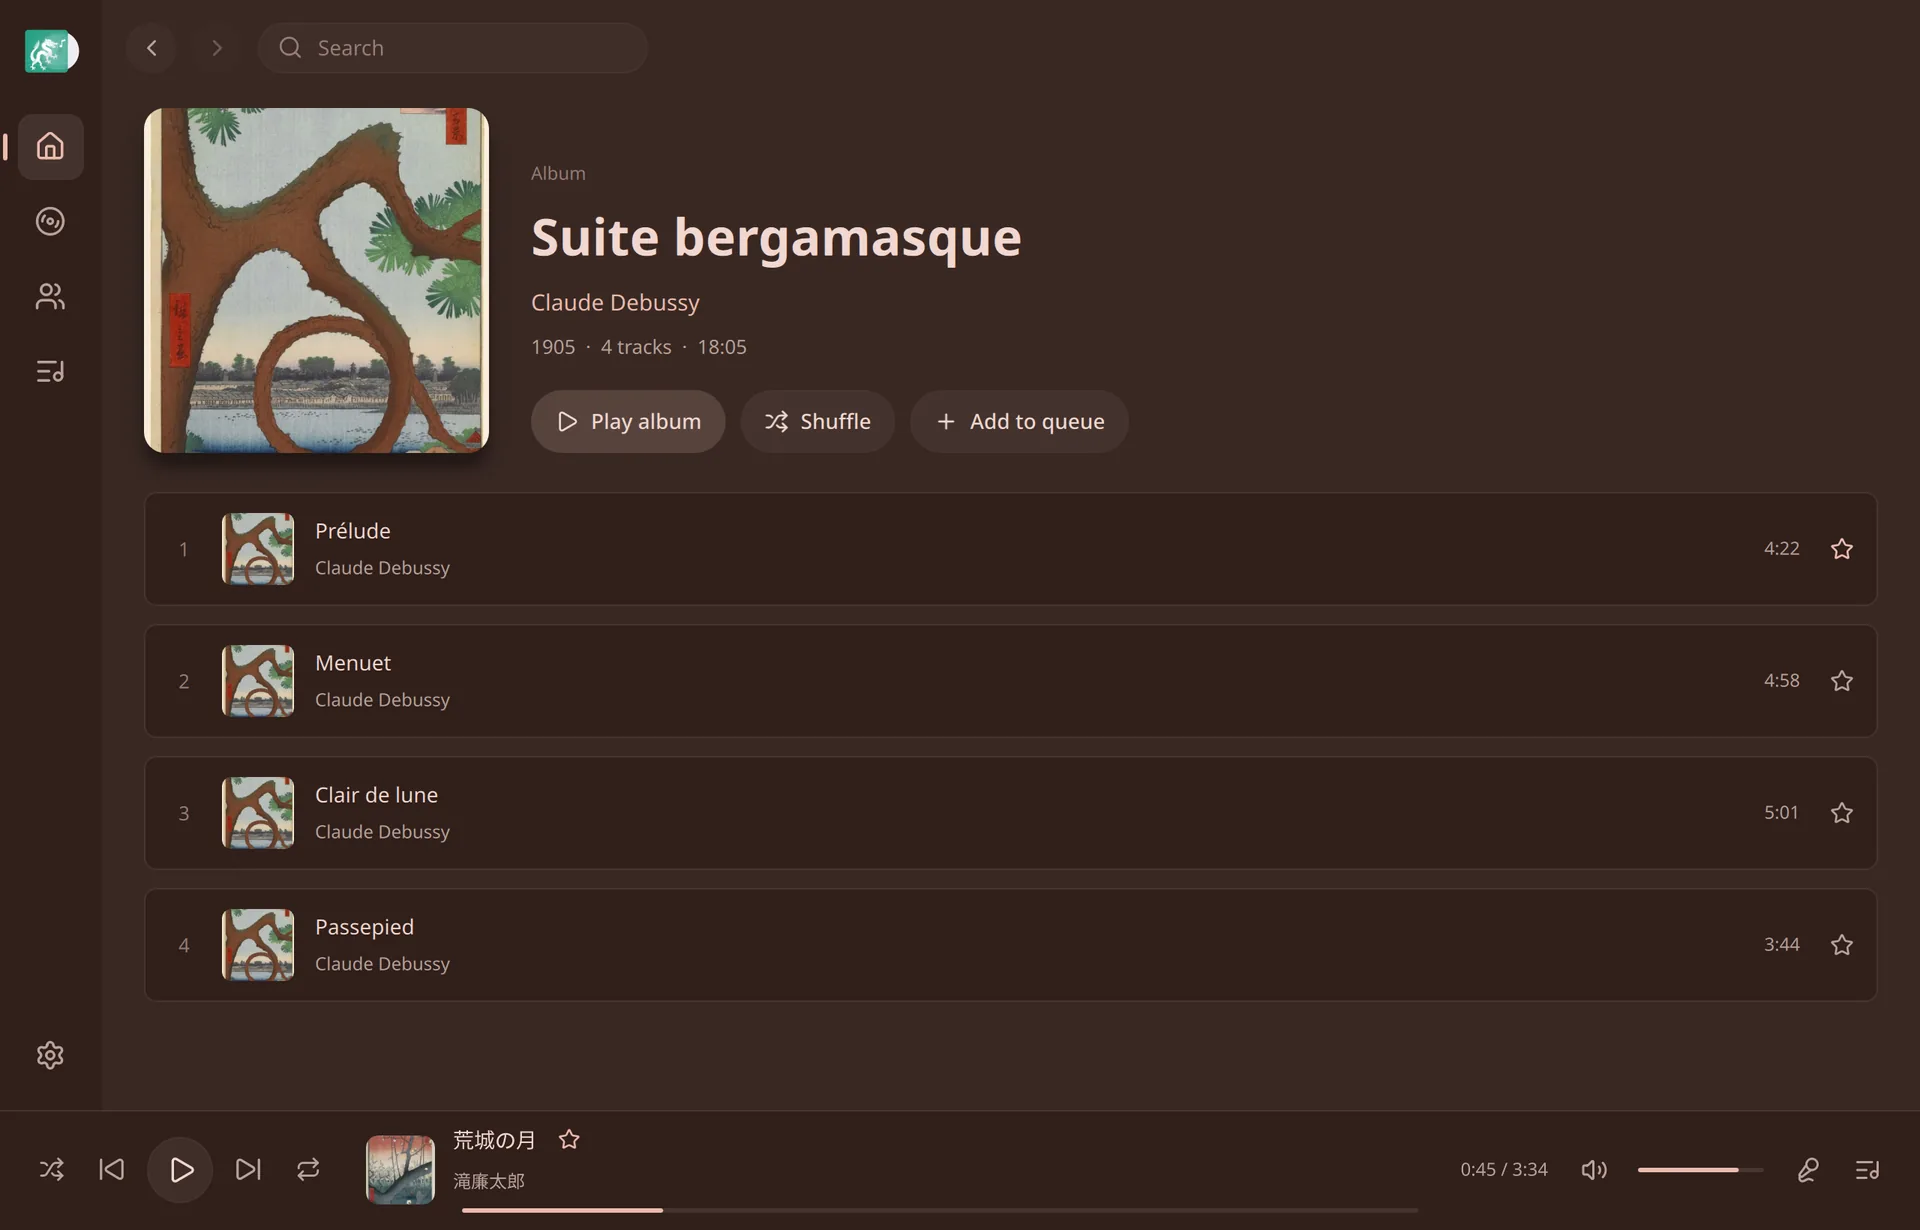 Search
Album
Suite bergamasque
Claude Debussy
1905 · 4 tracks · 18:05
Play album
Shuffle
Add to queue
1
Prélude
Claude Debussy
4:22
2
Menuet
Claude Debussy
4:58
3
Clair de lune
Claude Debussy
5:01
4
Passepied
Claude Debussy
3:44
荒城の月
滝廉太郎
0:45 / 3:34